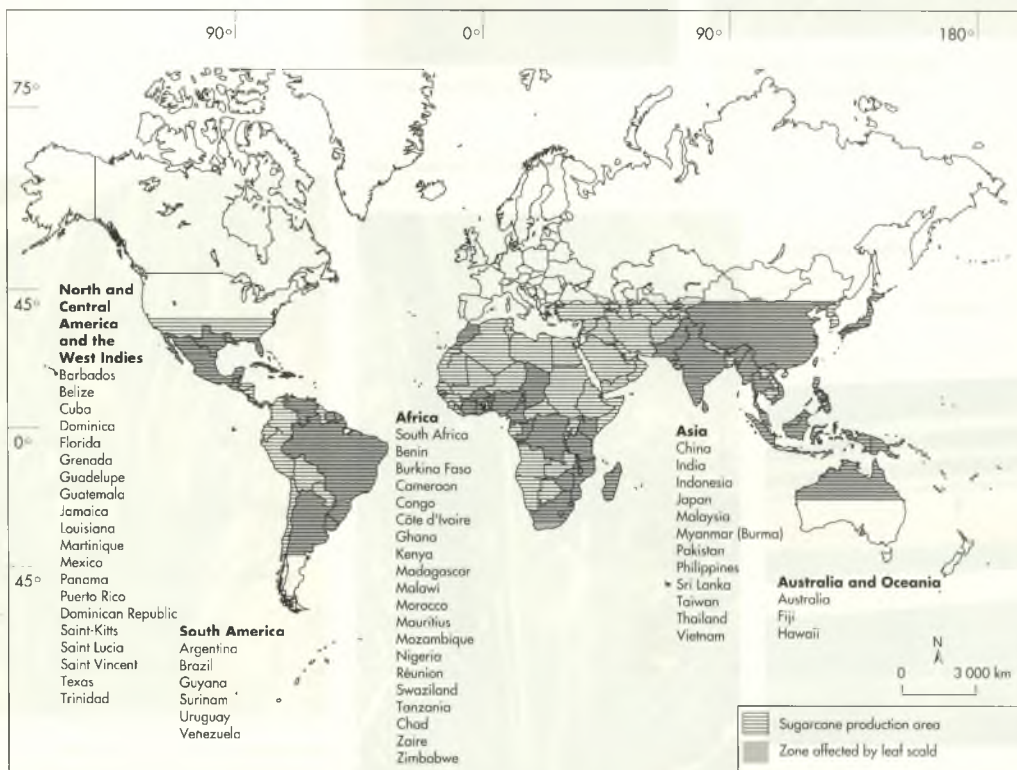 90°
0°
90°
180°
75°
45°
0°
45°
North and
Central
America
and the
West Indies
Barbados
Belize
Cuba
Dominica
Florida
Grenada
Guadelupe
Guatemala
Jamaica
Louisiana
Martinique
Mexico
Panama
Puerto Rico
Dominican Republic
Saint-Kitts
Saint Lucia
Saint Vincent
Texas
Trinidad
South America
Argentina
Brazil
Guyana
Surinam
Uruguay
Venezuela
Africa
South Africa
Benin
Burkina Faso
Cameroon
Congo
Côte d'Ivoire
Ghana
Kenya
Madagascar
Malawi
Morocco
Mauritius
Mozambique
Nigeria
Réunion
Swaziland
Tanzania
Chad
Zaire
Zimbabwe
Asia
China
India
Indonesia
Japan
Malaysia
Myanmar (Burma)
Pakistan
Philippines
Sri Lanka
Taiwan
Thailand
Vietnam
Australia and Oceania
Australia
Fiji
Hawaii
N
0 3 000 km
Sugarcane production area
Zone affected by leaf scald